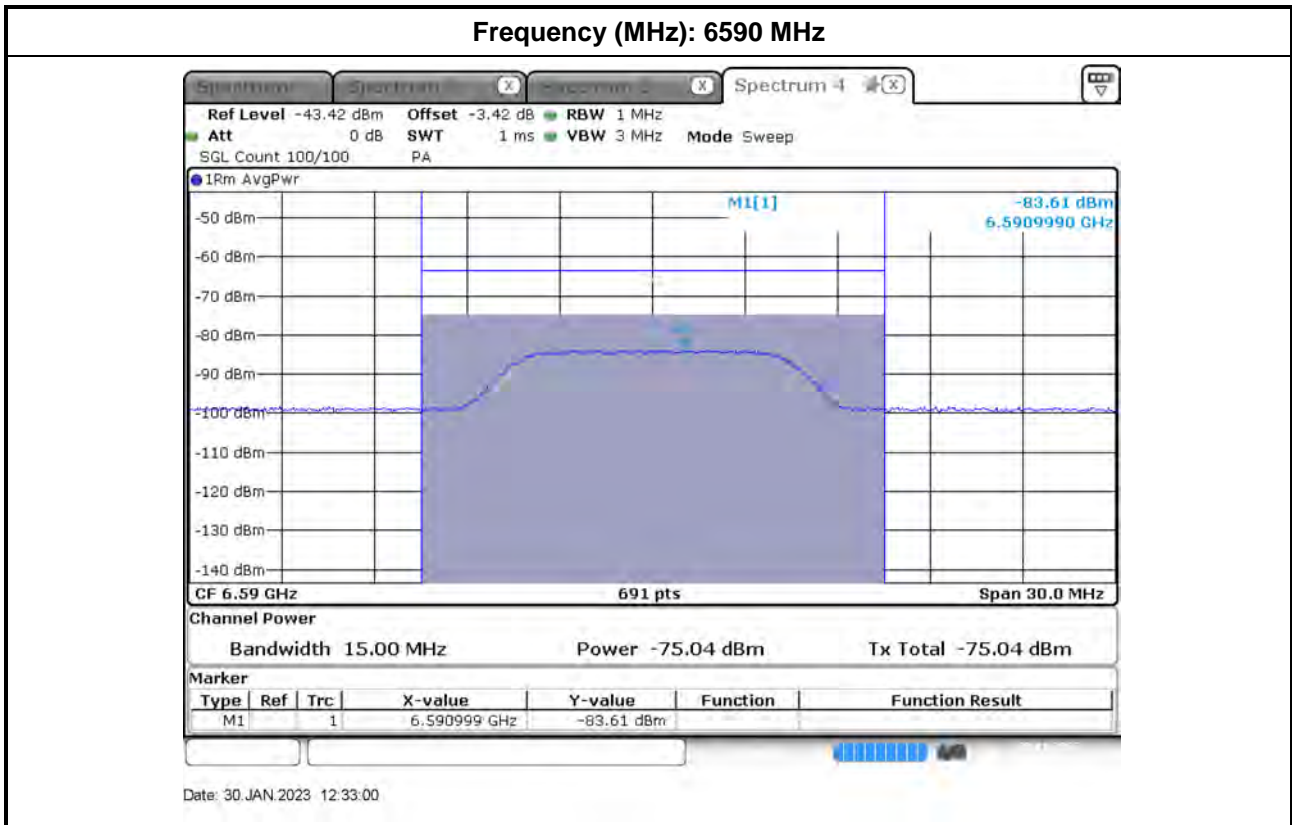 Frequency (MHz): 6590 MHz
Spectrum 4 X
Ref Level -43.42 dBm Offset -3.42 dB RBW 1 MHz
Att 0 dB SWT 1 ms VBW 3 MHz Mode Sweep
SGL Count 100/100 PA
1Rm AvgPwr
M1[1] -83.61 dBm
6.5909990 GHz
-50 dBm
-60 dBm
-70 dBm
-80 dBm
-90 dBm
-100 dBm
-110 dBm
-120 dBm
-130 dBm
-140 dBm
CF 6.59 GHz 691 pts Span 30.0 MHz
Channel Power
Bandwidth 15.00 MHz Power -75.04 dBm Tx Total -75.04 dBm
Marker
Type Ref Trc X-value Y-value Function Function Result
M1 1 6.590999 GHz -83.61 dBm
Date: 30.JAN.2023 12:33:00